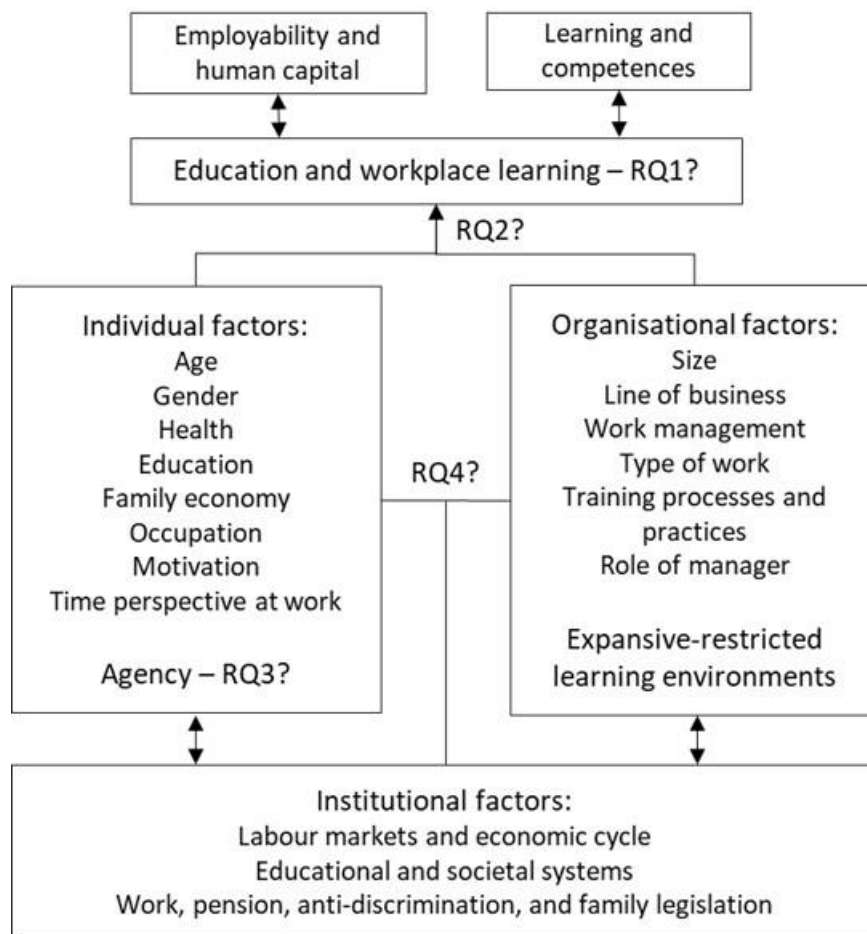 Employability and
human capital
Learning and
competences
Education and workplace learning – RQ1?
RQ2?
Individual factors:
Age
Gender
Health
Education
Family economy
Occupation
Motivation
Time perspective at work
Agency – RQ3?
RQ4?
Organisational factors:
Size
Line of business
Work management
Type of work
Training processes and
practices
Role of manager
Expansive-restricted
learning environments
Institutional factors:
Labour markets and economic cycle
Educational and societal systems
Work, pension, anti-discrimination, and family legislation